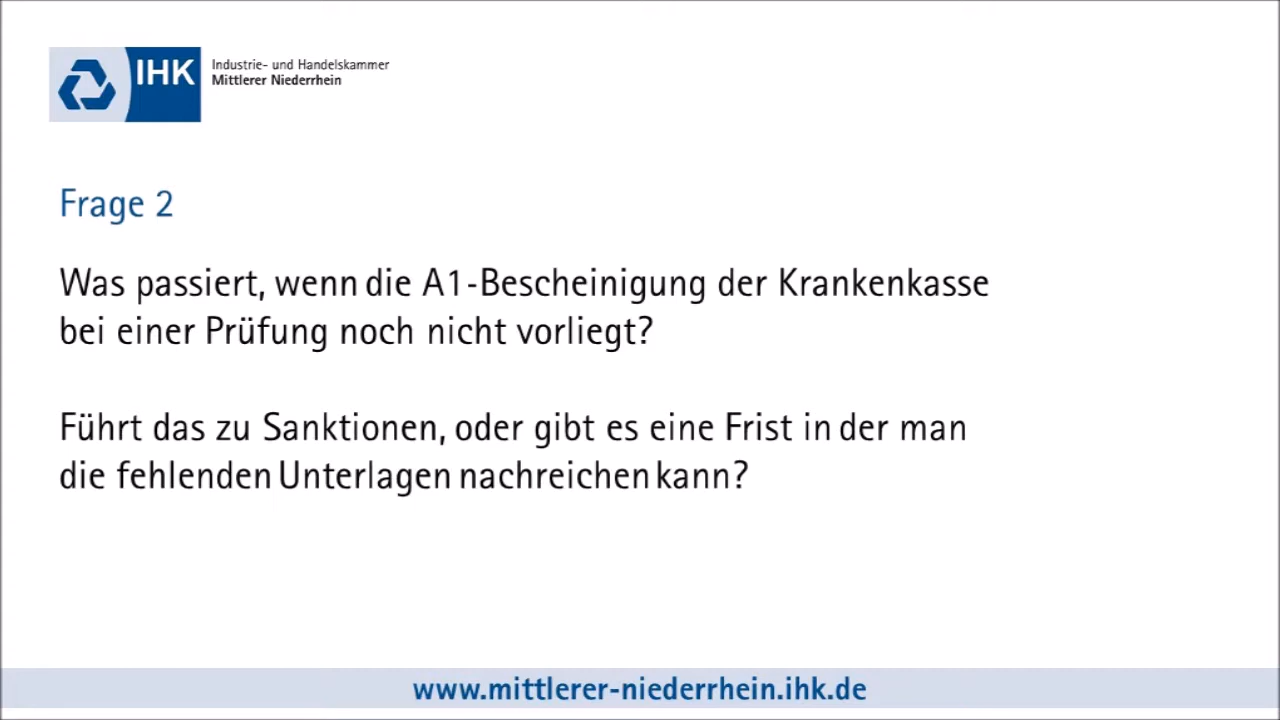 IHK
Industrie- und Handelskammer
Mittlerer Niederrhein
Frage 2
Was passiert, wenn die A1-Bescheinigung der Krankenkasse
bei einer Prüfung noch nicht vorliegt?
Führt das zu Sanktionen, oder gibt es eine Frist in der man
die fehlenden Unterlagen nachreichen kann?
www.mittlerer-niederrhein.ihk.de